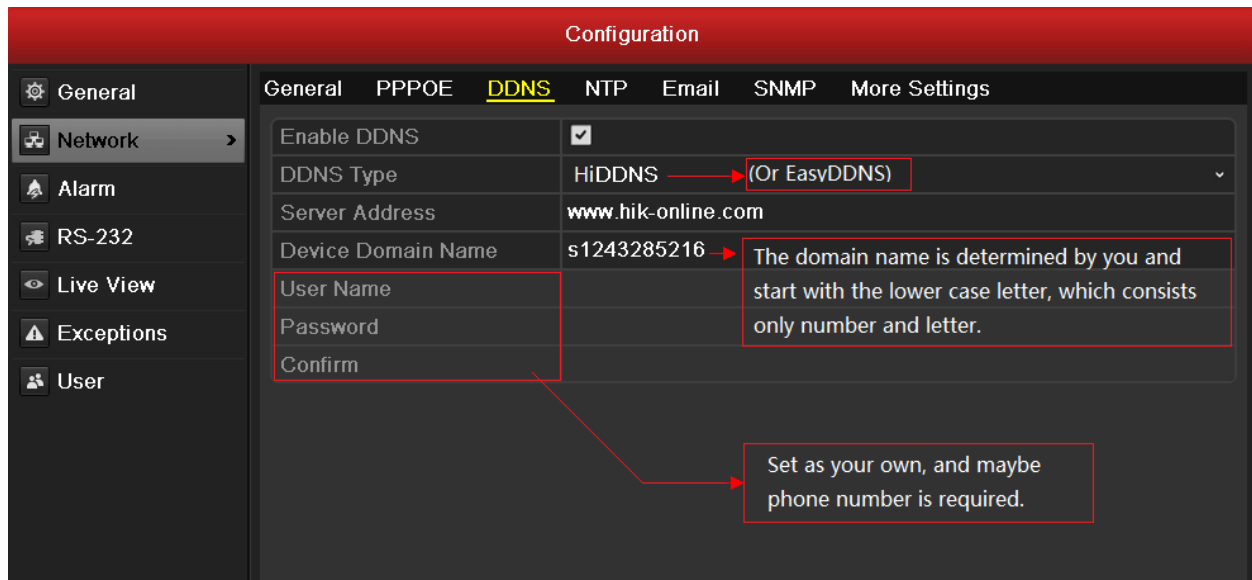 Configuration
General
Network
Alarm
RS-232
Live View
Exceptions
User
General PPPOE DDNS NTP Email SNMP More Settings
Enable DDNS
DDNS Type HiDDNS (Or EasyDDNS)
Server Address www.hik-online.com
Device Domain Name s1243285216
User Name
Password
Confirm
The domain name is determined by you and
start with the lower case letter, which consists
only number and letter.
Set as your own, and maybe
phone number is required.